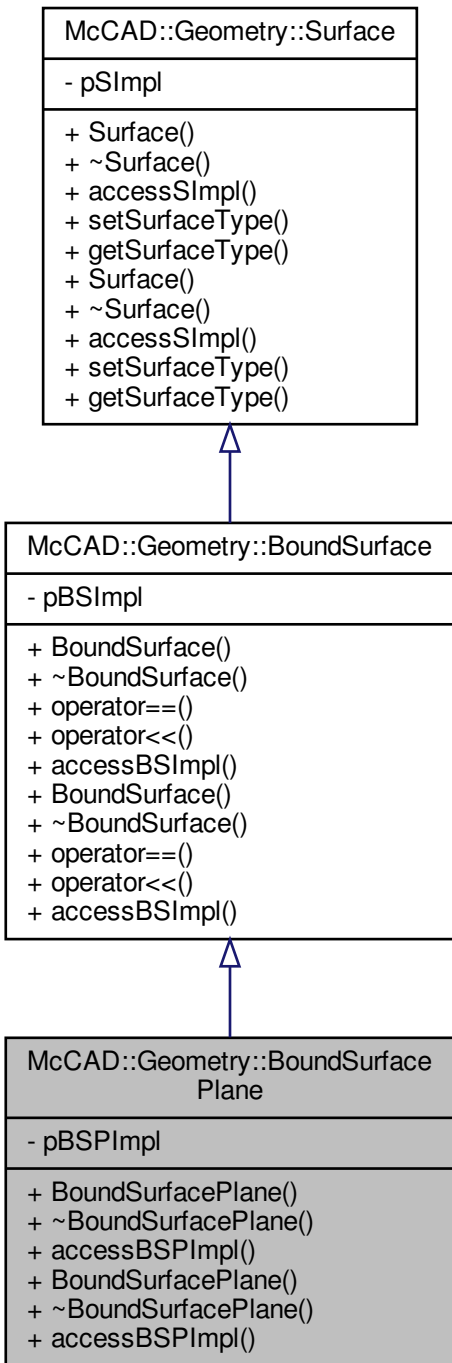 McCAD::Geometry::Surface
- pSImpl
+ Surface()
+ ~Surface()
+ accessSImpl()
+ setSurfaceType()
+ getSurfaceType()
+ Surface()
+ ~Surface()
+ accessSImpl()
+ setSurfaceType()
+ getSurfaceType()
McCAD::Geometry::BoundSurface
- pBSImpl
+ BoundSurface()
+ ~BoundSurface()
+ operator==()
+ operator<<()
+ accessBSImpl()
+ BoundSurface()
+ ~BoundSurface()
+ operator==()
+ operator<<()
+ accessBSImpl()
McCAD::Geometry::BoundSurface
Plane
- pBSPImpl
+ BoundSurfacePlane()
+ ~BoundSurfacePlane()
+ accessBSPImpl()
+ BoundSurfacePlane()
+ ~BoundSurfacePlane()
+ accessBSPImpl()